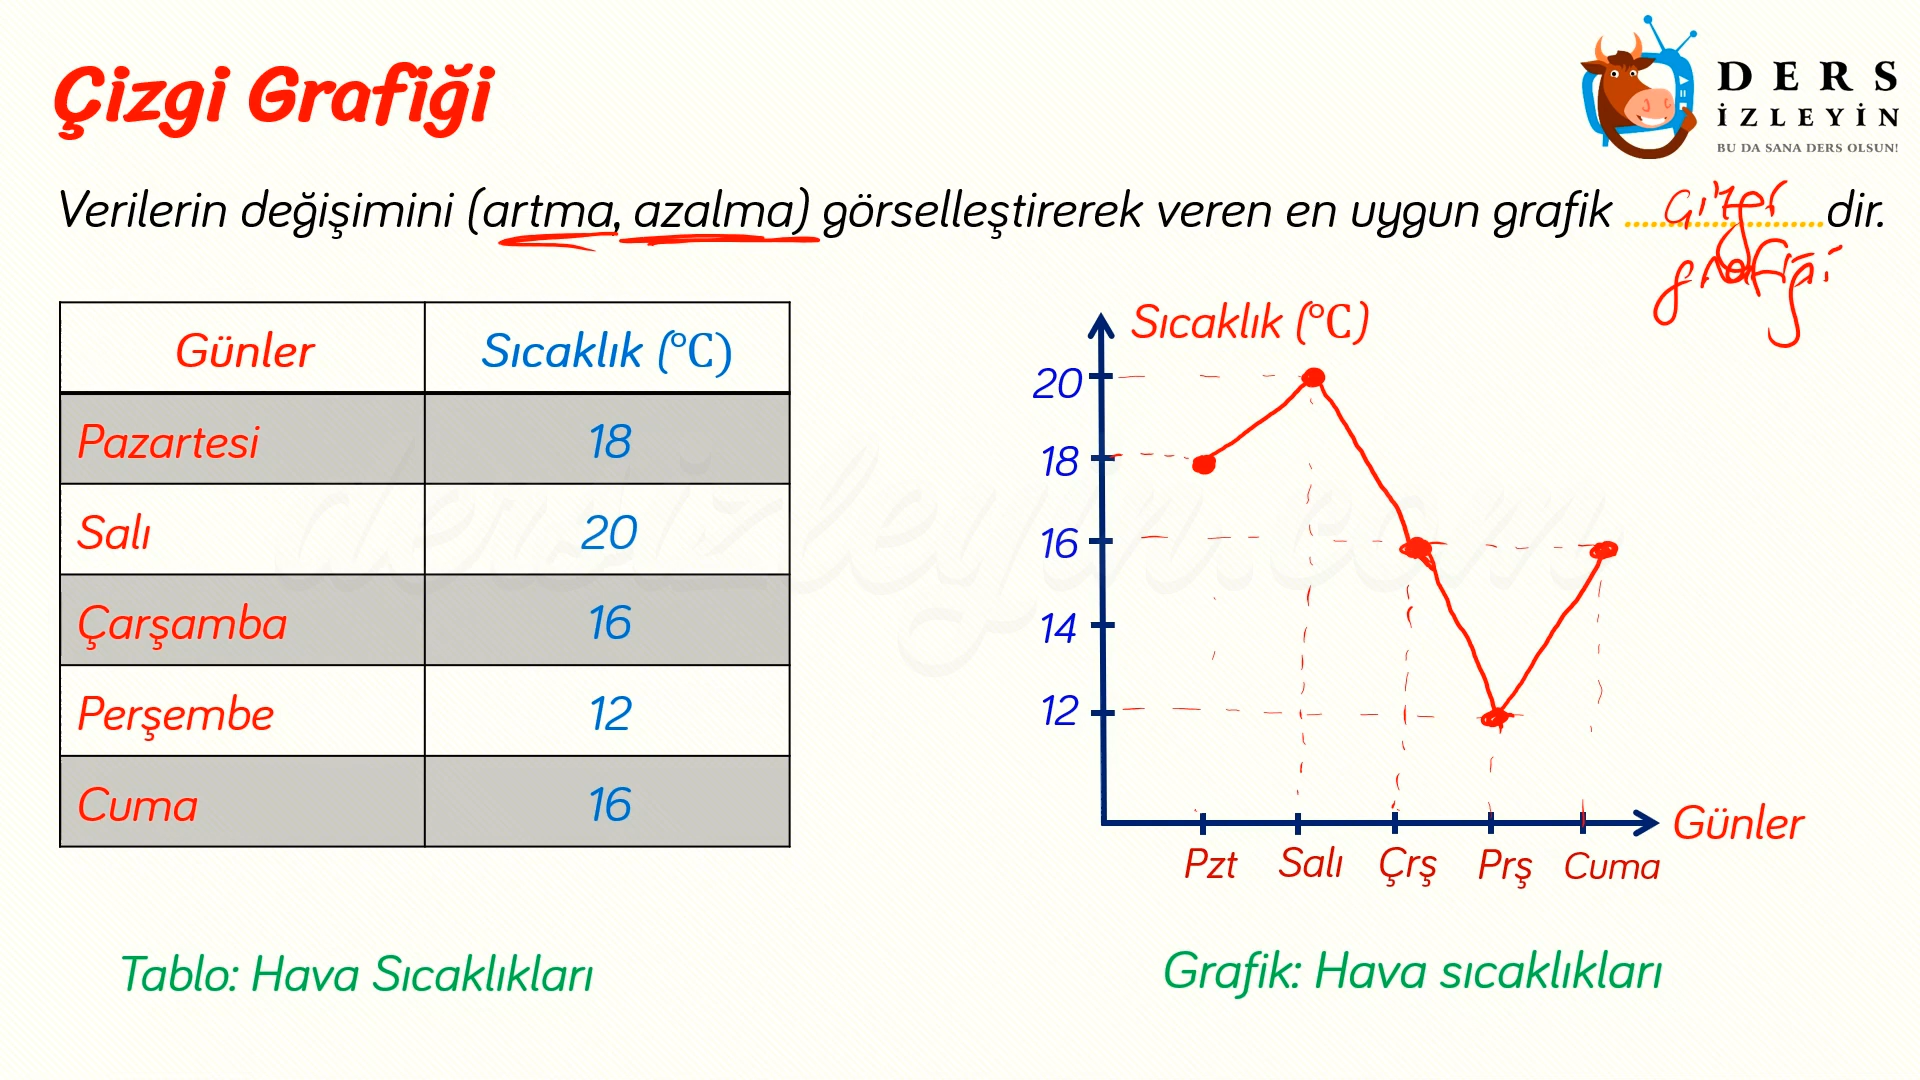 Çizgi Grafiği
DERS
İZLEYİN
BU DA SANA DERS OLSUN!
Verilerin değişimini (artma, azalma) görselleştirerek veren en uygun grafik ........................dir.
grafiği
Günler Sıcaklık (°C)
Pazartesi 18
Salı 20
Çarşamba 16
Perşembe 12
Cuma 16
Tablo: Hava Sıcaklıkları
Sıcaklık (°C)
20
18
16
14
12
Günler
Pzt Salı Çrş Prş Cuma
Grafik: Hava sıcaklıkları
dersizleyin.com